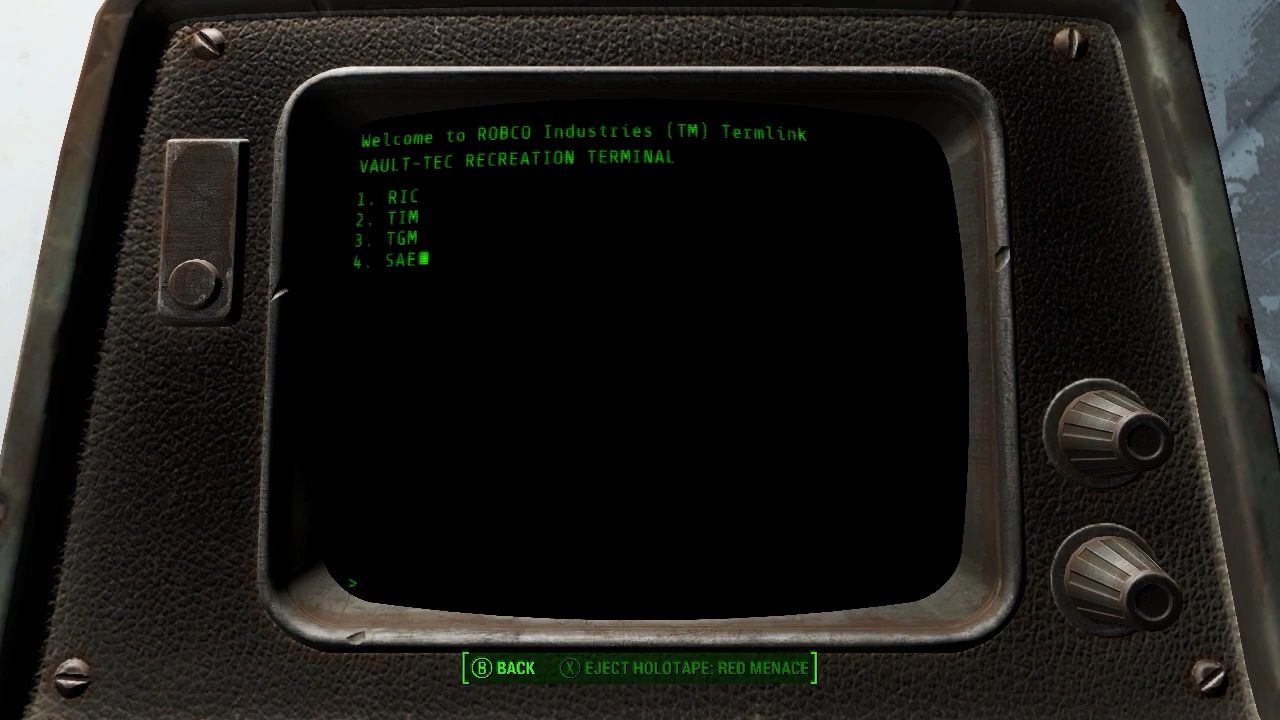 Welcome to ROBCO Industries (TM) Termlink
VAULT-TEC RECREATION TERMINAL
1. RIC
2. TIM
3. TGM
4. SAE
>
(B) BACK (X) EJECT HOLOTAPE: RED MENACE